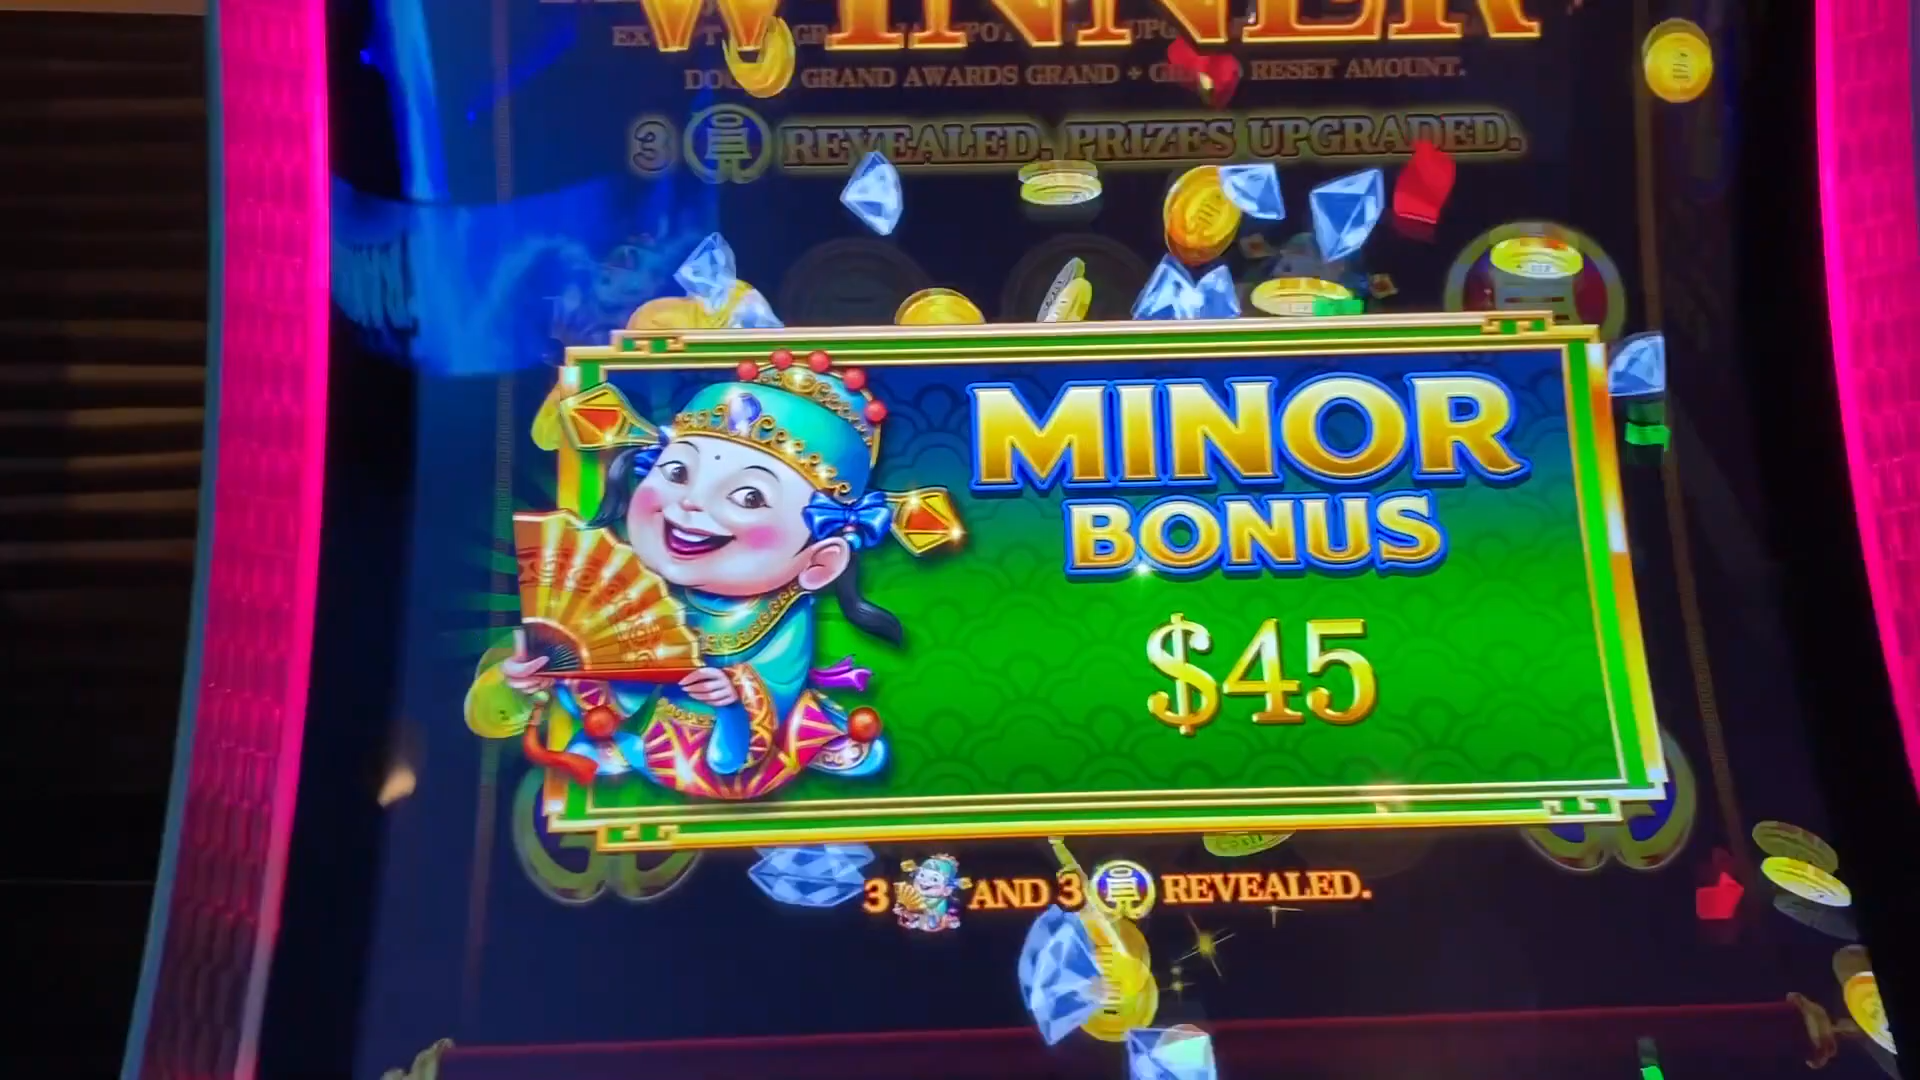 WINNER
GRAND AWARDS GRAND + RESET AMOUNT.
3 REVEALED, PRIZES UPGRADED.
MINOR
BONUS
$45
3 AND 3 REVEALED.